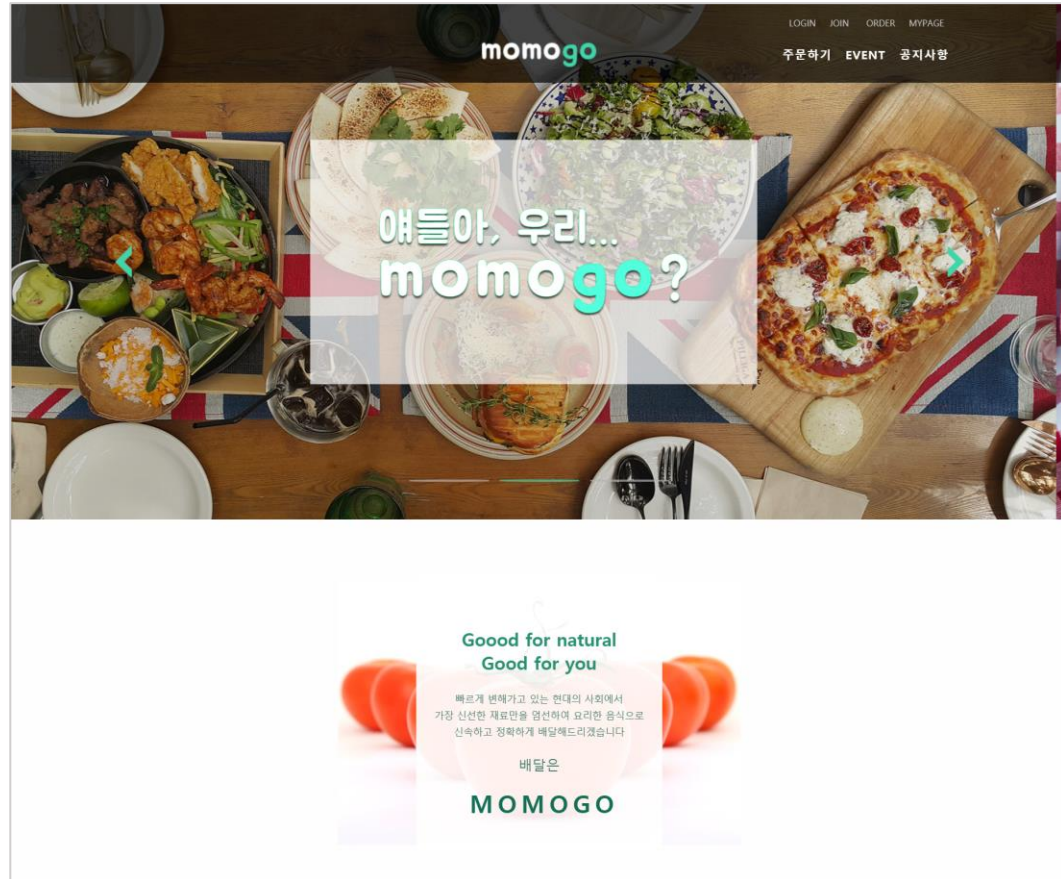 LOGIN JOIN ORDER MYPAGE
momogo
주문하기 EVENT 공지사항
얘들아, 우리...
momogo?
Goood for natural
Good for you
빠르게 변해가고 있는 현대의 사회에서
가장 신선한 재료만을 엄선하여 요리한 음식으로
신속하고 정확하게 배달해드리겠습니다
배달은
MOMOGO